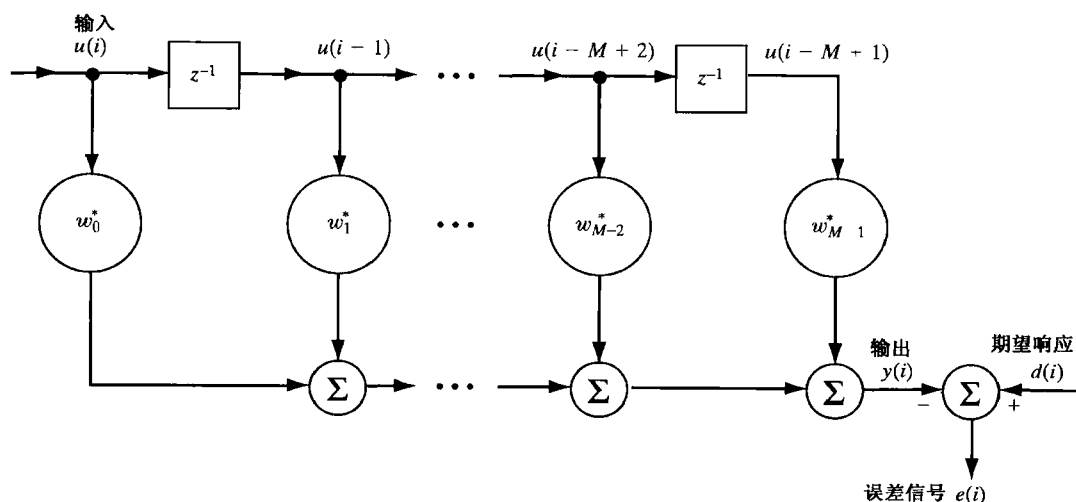 输入
u(i)
z⁻¹
u(i − 1)
• • •
u(i − M + 2)
z⁻¹
u(i − M + 1)
w₀*
w₁*
• • •
w*M−2
w*M−1
Σ
• • •
Σ
Σ
输出
y(i)
−
Σ
+
期望响应
d(i)
误差信号 e(i)